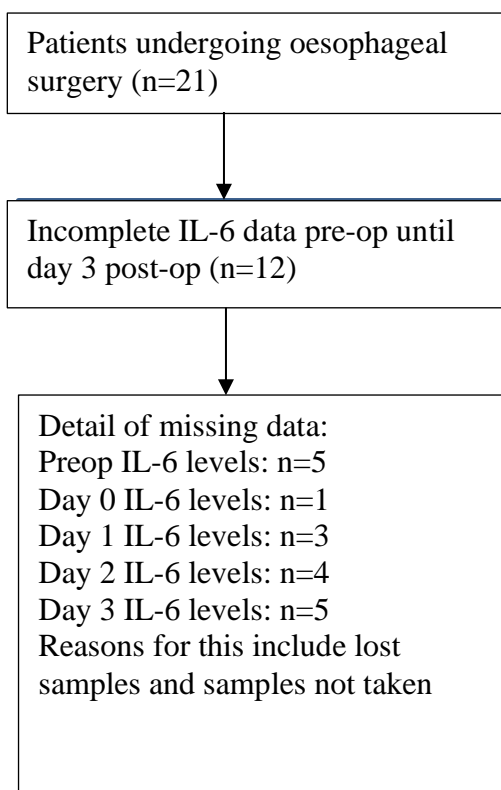 Patients undergoing oesophageal
surgery (n=21)
Incomplete IL-6 data pre-op until
day 3 post-op (n=12)
Detail of missing data:
Preop IL-6 levels: n=5
Day 0 IL-6 levels: n=1
Day 1 IL-6 levels: n=3
Day 2 IL-6 levels: n=4
Day 3 IL-6 levels: n=5
Reasons for this include lost
samples and samples not taken